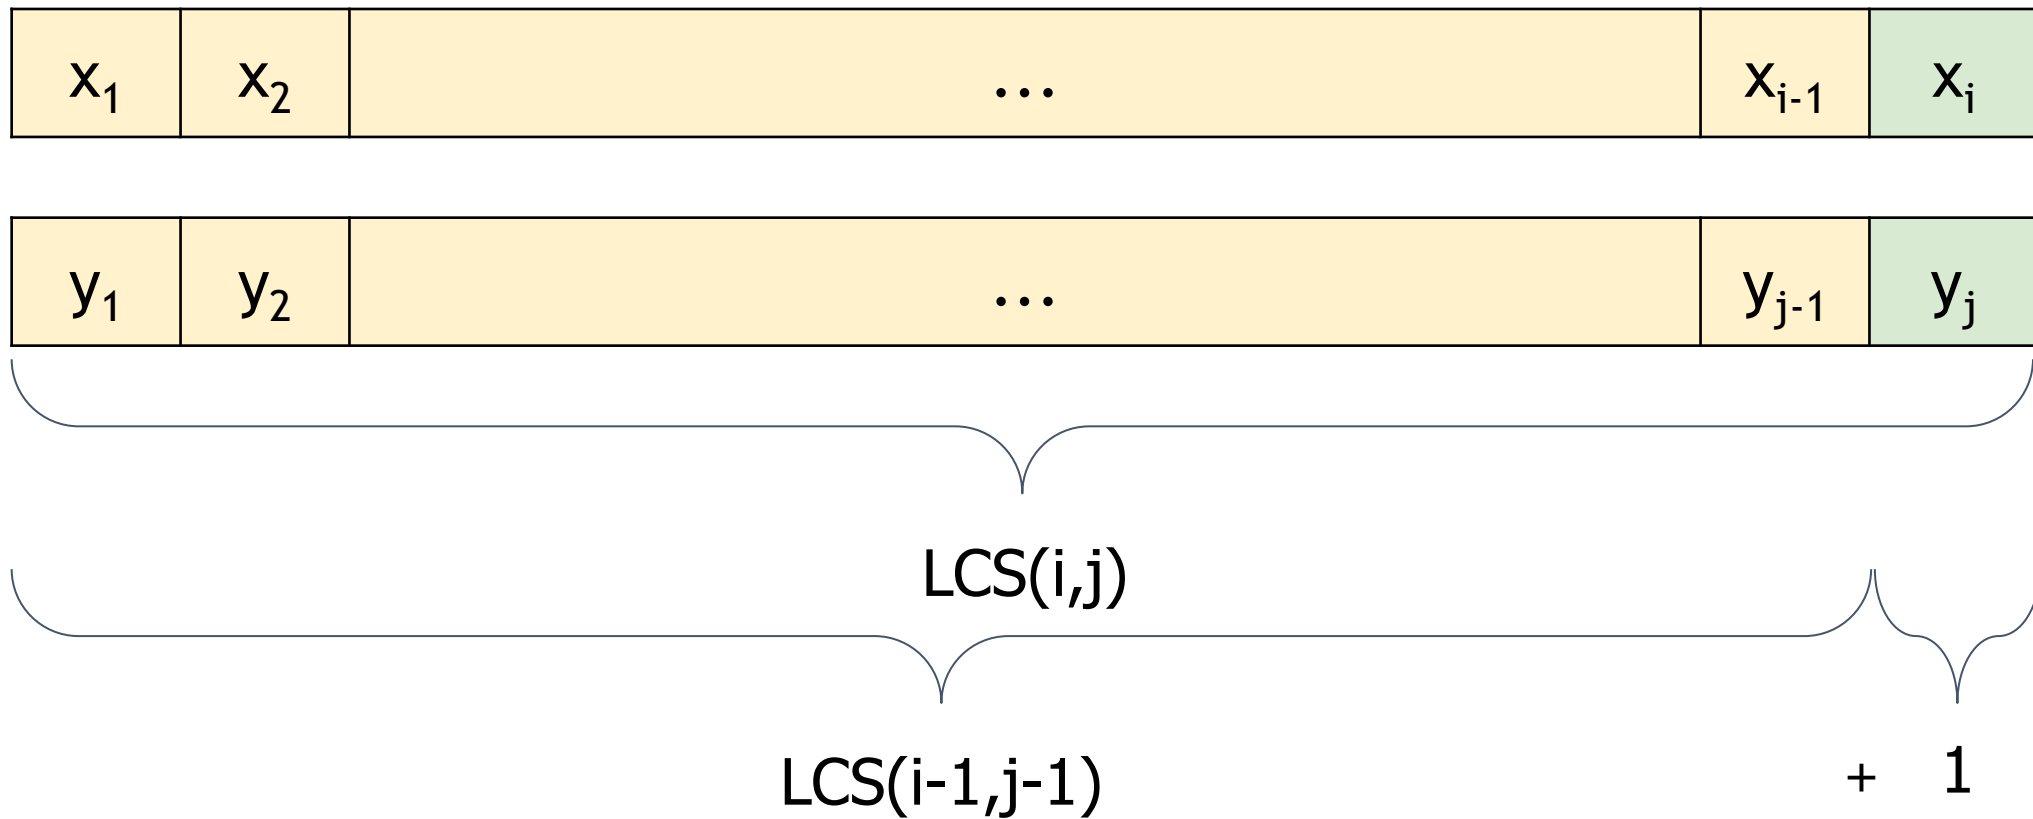 x₁ x₂ ... xᵢ₋₁ xᵢ
y₁ y₂ ... yⱼ₋₁ yⱼ
LCS(i,j)
LCS(i-1,j-1) + 1